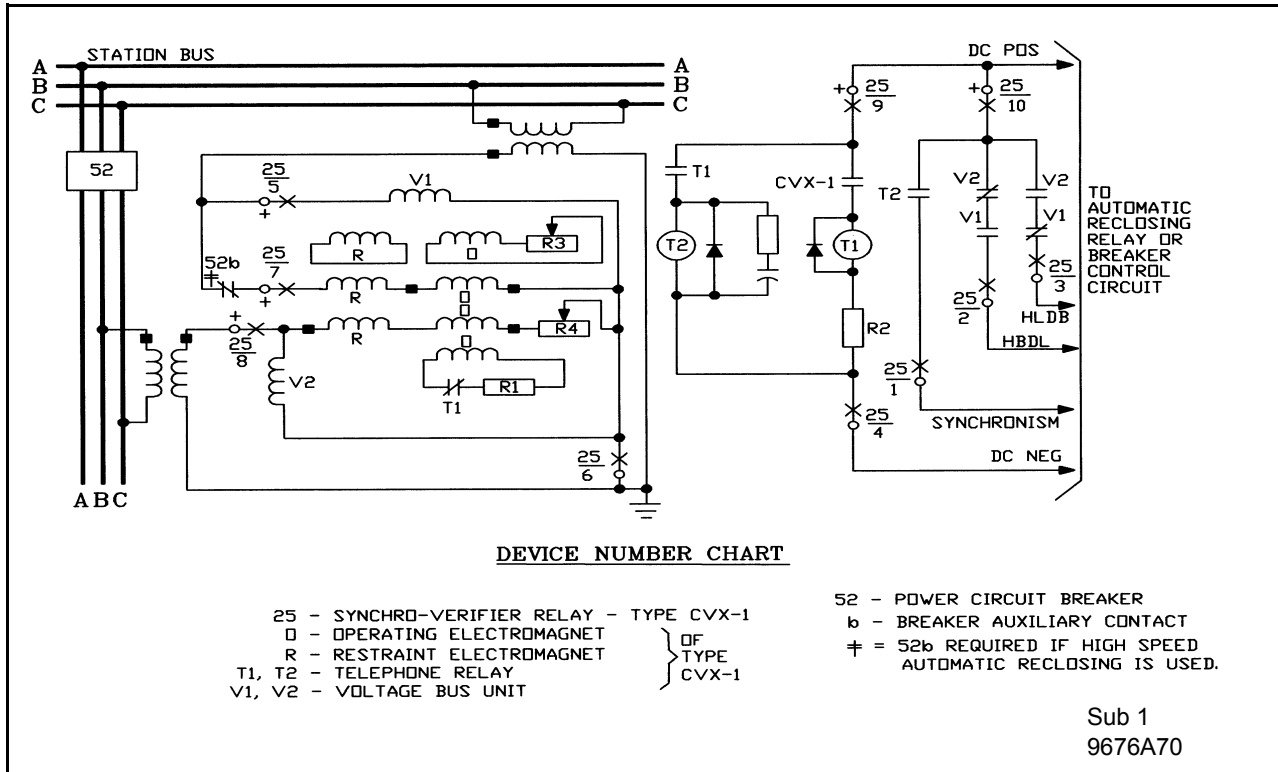 STATION BUS
A
B
C
A
B
C
52
25
5
+
V1
R
O
R3
52b
‡
25
7
+
R
O
+
25
8
R
O
O
R4
V2
T1
R1
25
6
A B C
DC POS
+
25
9
+
25
10
T1
CVX-1
T2
V2
V2
V1
V1
T2
T1
R2
25
3
HLDB
25
2
HBDL
25
1
SYNCHRONISM
25
4
DC NEG
TO
AUTOMATIC
RECLOSING
RELAY OR
BREAKER
CONTROL
CIRCUIT
DEVICE NUMBER CHART
25 - SYNCHRO-VERIFIER RELAY - TYPE CVX-1
O - OPERATING ELECTROMAGNET
R - RESTRAINT ELECTROMAGNET
T1, T2 - TELEPHONE RELAY
V1, V2 - VOLTAGE BUS UNIT
OF
TYPE
CVX-1
52 - POWER CIRCUIT BREAKER
b - BREAKER AUXILIARY CONTACT
‡ = 52b REQUIRED IF HIGH SPEED
AUTOMATIC RECLOSING IS USED.
Sub 1
9676A70